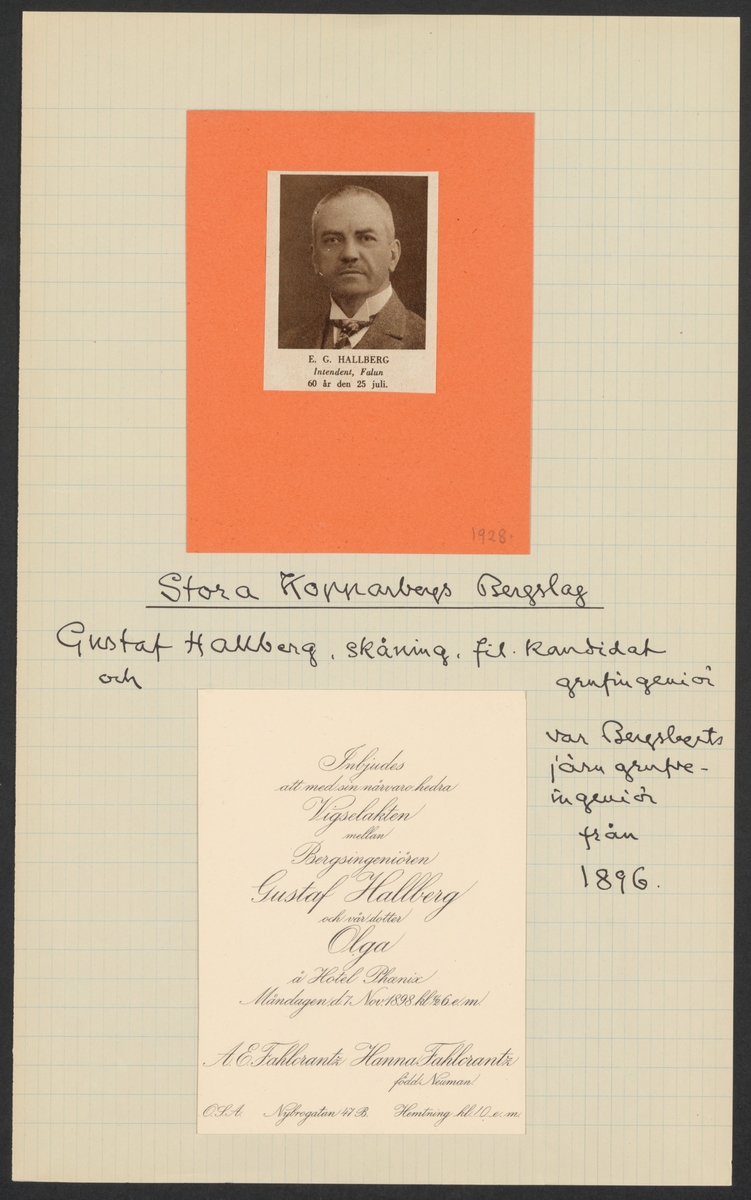 E. G. HALLBERG
Intendent, Falun
60 år den 25 juli.
1928.
Stora Kopparbergs Bergslag
Gustaf Hallberg, skåning, fil. kandidat
och grufingeniör
var Bergslagets
järn grufve-
ingeniör
från
1896.
Inbjudes
att med sin närvaro hedra
Vigselakten
mellan
Bergsingeniören
Gustaf Hallberg
och vår dotter
Olga
å Hôtel Phœnix
Måndagen d. 7 Nov. 1898 kl. ½6 e.m.
A E Fahlcrantz Hanna Fahlcrantz
född Neuman
O.S.A. Nybrogatan 47 B. Hemtning kl. 10 e.m.